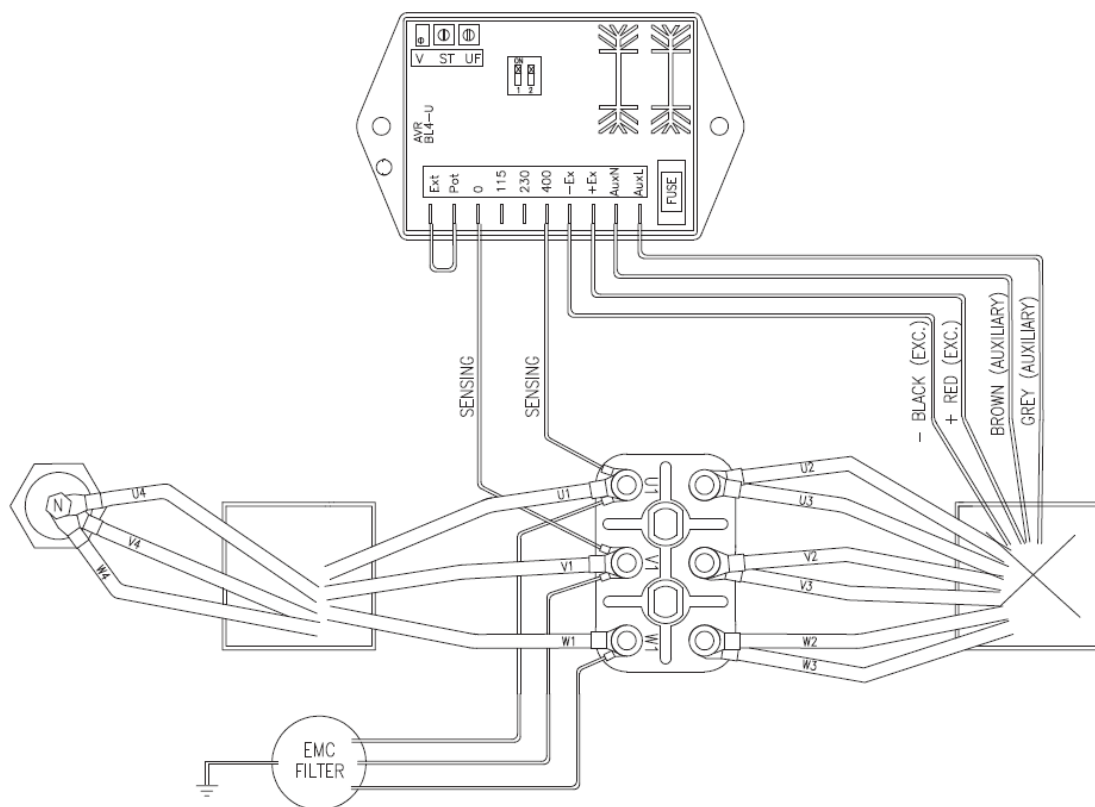 V ST UF
ON
1 2
AVR
BL4-U
Ext
Pot
0
115
230
400
-Ex
+Ex
AuxN
AuxL
FUSE
SENSING
SENSING
- BLACK (EXC.)
+ RED (EXC.)
BROWN (AUXILIARY)
GREY (AUXILIARY)
N
U4
V4
W4
U1
V1
W1
U1
V1
W1
U2
U3
V2
V3
W2
W3
EMC
FILTER